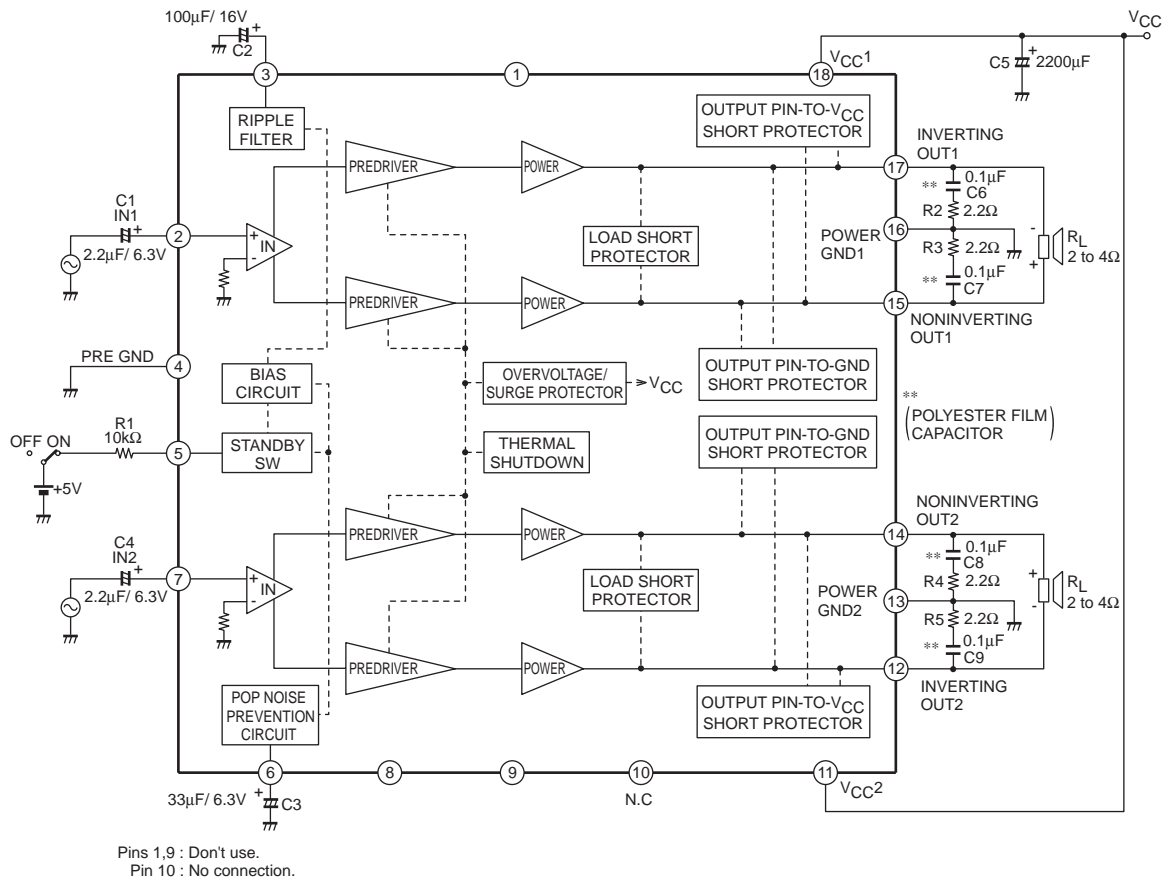 100μF/ 16V
+
C2
3
1
18
VCC1
VCC
C5
+
2200μF
RIPPLE
FILTER
PREDRIVER
POWER
OUTPUT PIN-TO-VCC
SHORT PROTECTOR
INVERTING
OUT1
17
**
0.1μF
C6
R2
2.2Ω
C1
IN1
+
2.2μF/ 6.3V
2
+
-
IN
LOAD SHORT
PROTECTOR
POWER
GND1
16
R3
2.2Ω
-
+
RL
2 to 4Ω
**
0.1μF
C7
PREDRIVER
POWER
15
NONINVERTING
OUT1
PRE GND
4
BIAS
CIRCUIT
OVERVOLTAGE/
SURGE PROTECTOR
VCC
OUTPUT PIN-TO-GND
SHORT PROTECTOR
**
(POLYESTER FILM
CAPACITOR)
OFF ON
R1
10kΩ
5
STANDBY
SW
THERMAL
SHUTDOWN
OUTPUT PIN-TO-GND
SHORT PROTECTOR
+5V
PREDRIVER
POWER
NONINVERTING
OUT2
14
**
0.1μF
C8
R4
2.2Ω
C4
IN2
+
2.2μF/ 6.3V
7
+
-
IN
LOAD SHORT
PROTECTOR
POWER
GND2
13
R5
2.2Ω
+
-
RL
2 to 4Ω
**
0.1μF
C9
PREDRIVER
POWER
12
INVERTING
OUT2
POP NOISE
PREVENTION
CIRCUIT
OUTPUT PIN-TO-VCC
SHORT PROTECTOR
6
8
9
10
N.C
11
VCC2
33μF/ 6.3V
+
C3
Pins 1,9 : Don't use.
Pin 10 : No connection.